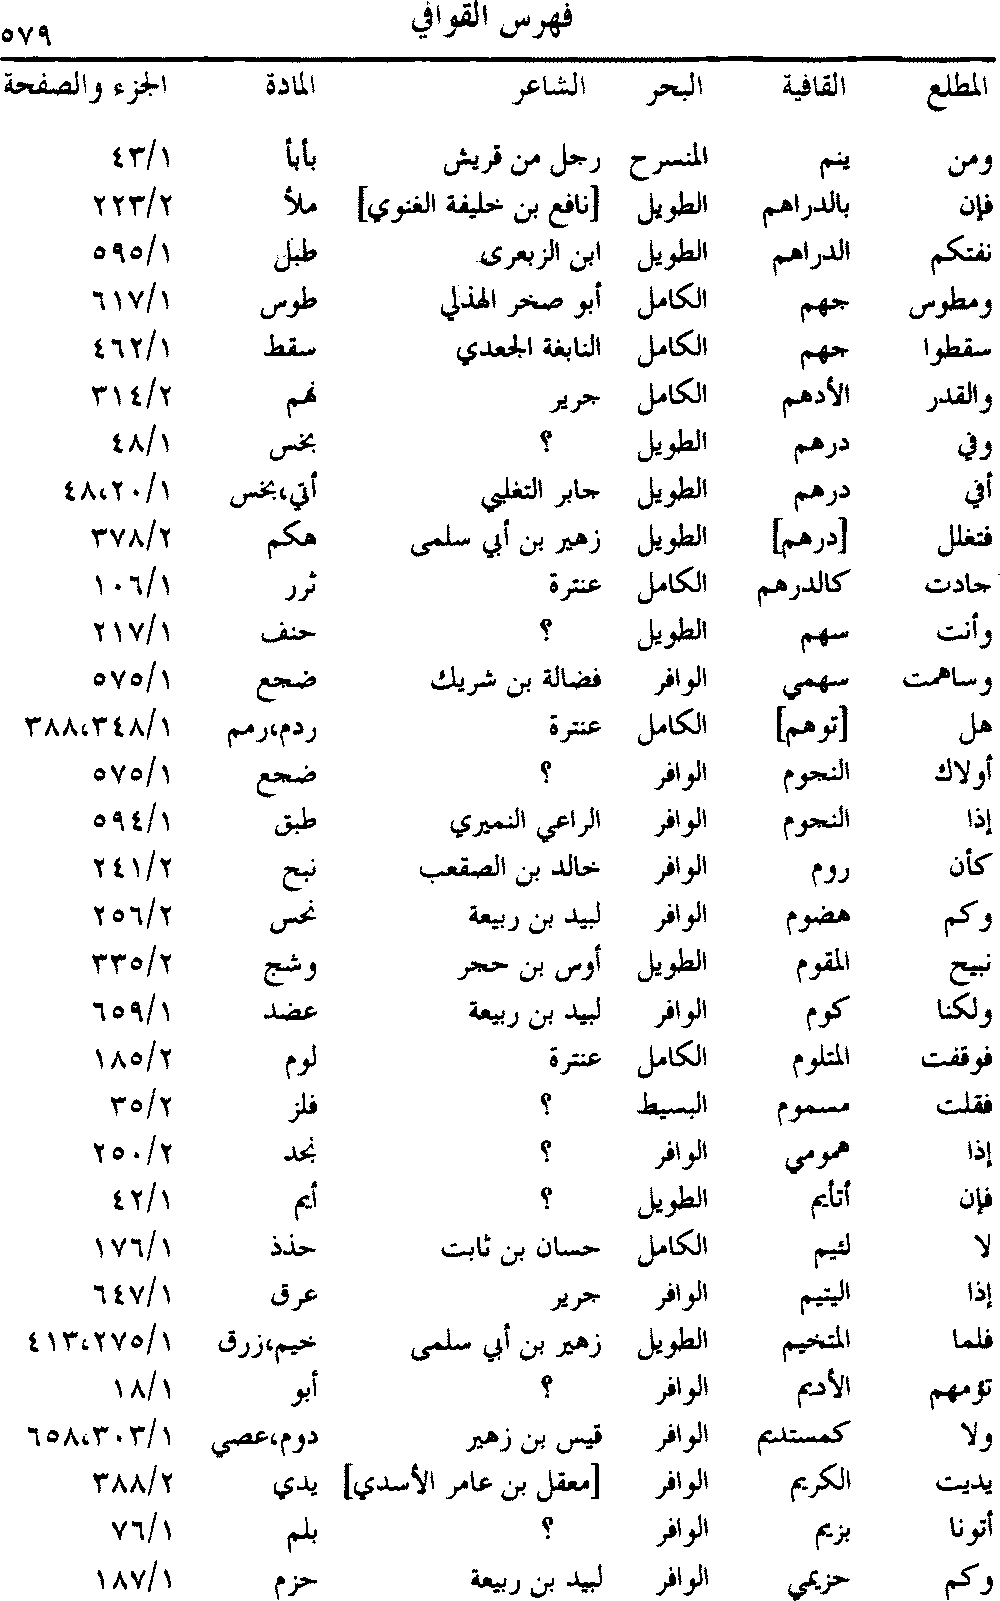 فهرس القوافي ٥٧٩
المطلع القافية البحر الشاعر المادة الجزء والصفحة
ومن ينم المنسرح رجل من قريش بأبأ ٤٣/١
فإن بالدراهم الطويل [نافع بن خليفة الغنوي] ملأ ٢٢٣/٢
نفتكم الدراهم الطويل ابن الزبعرى طبل ٥٩٥/١
ومطوس جهم الكامل أبو صخر الهذلي طوس ٦١٧/١
سقطوا جهم الكامل النابغة الجعدي سقط ٤٦٢/١
والقدر الأدهم الكامل جرير نهم ٣١٤/٢
وفي درهم الطويل ؟ بخس ٤٨/١
أفي درهم الطويل جابر التغلبي أتي،بخس ٤٨،٢٠/١
فتغلل [درهم] الطويل زهير بن أبي سلمى هكم ٣٧٨/٢
جادت كالدرهم الكامل عنترة ثرر ١٠٦/١
وأنت سهم الطويل ؟ حنف ٢١٧/١
وساهمت سهمي الوافر فضالة بن شريك ضجع ٥٧٥/١
هل [توهم] الكامل عنترة ردم،رمم ٣٨٨،٣٤٨/١
أولاك النجوم الوافر ؟ ضجع ٥٧٥/١
إذا النجوم الوافر الراعي النميري طبق ٥٩٤/١
كأن روم الوافر خالد بن الصقعب نبح ٢٤١/٢
وكم هضوم الوافر لبيد بن ربيعة نحس ٢٥٦/٢
نبيح المقوم الطويل أوس بن حجر وشج ٣٣٥/٢
ولكنا كوم الوافر لبيد بن ربيعة عضد ٦٥٩/١
فوقفت المتلوم الكامل عنترة لوم ١٨٥/٢
فقلت مسموم البسيط ؟ فلز ٣٥/٢
إذا همومي الوافر ؟ نجد ٢٥٠/٢
فإن أتأيم الطويل ؟ أيم ٤٢/١
لا لئيم الكامل حسان بن ثابت حذذ ١٧٦/١
إذا اليتيم الوافر جرير عرق ٦٤٧/١
فلما المتخيم الطويل زهير بن أبي سلمى خيم،زرق ٤١٣،٢٧٥/١
تؤمهم الأديم الوافر ؟ أبو ١٨/١
ولا كمستديم الوافر قيس بن زهير دوم،عصي ٦٥٨،٣٠٣/١
يديت الكريم الوافر [معقل بن عامر الأسدي] يدي ٣٨٨/٢
أتونا بزيم الوافر ؟ بلم ٧٦/١
وكم حزيمي الوافر لبيد بن ربيعة حزم ١٨٧/١